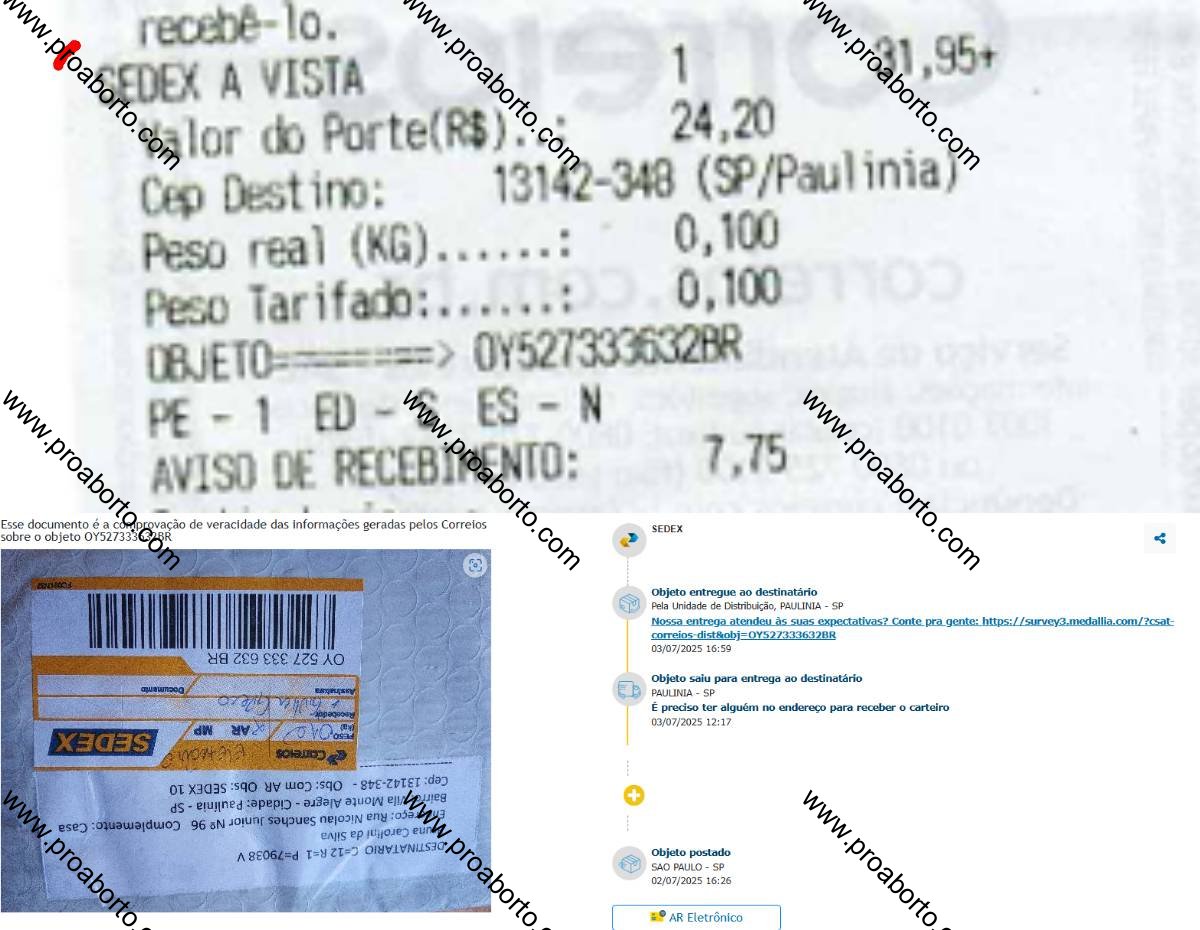 recebê-lo.
SEDEX A VISTA 1 31,95+
Valor do Porte(R$)..: 24,20
Cep Destino: 13142-348 (SP/Paulinia)
Peso real (KG)......: 0,100
Peso Tarifado:......: 0,100
OBJETO========> OY527333632BR
PE - 1 ED - S ES - N
AVISO DE RECEBIMENTO: 7,75
Esse documento é a comprovação de veracidade das informações geradas pelos Correios
sobre o objeto OY527333632BR
DESTINATARIO C=12 R=1 P=79038 V
Carolini da Silva
Endereço: Rua Nicolau Sanches Junior Nº 96 Complemento: Casa
Bairro: Vila Monte Alegre - Cidade: Paulínia - SP
Cep: 13142-348 - Obs: Com AR Obs: SEDEX 10
Correios
SEDEX
PESO (kg) AR MP
Recebedor
Assinatura Documento
OY 527 333 632 BR
SEDEX
Objeto entregue ao destinatário
Pela Unidade de Distribuição, PAULINIA - SP
Nossa entrega atendeu às suas expectativas? Conte pra gente: https://survey3.medallia.com/?csat-
correios-dist&obj=OY527333632BR
03/07/2025 16:59
Objeto saiu para entrega ao destinatário
PAULINIA - SP
É preciso ter alguém no endereço para receber o carteiro
03/07/2025 12:17
Objeto postado
SAO PAULO - SP
02/07/2025 16:26
AR Eletrônico
www.proaborto.com
www.proaborto.com
www.proaborto.com
www.proaborto.com
www.proaborto.com
www.proaborto.com
www.proaborto.com
www.proaborto.com
www.proaborto.com